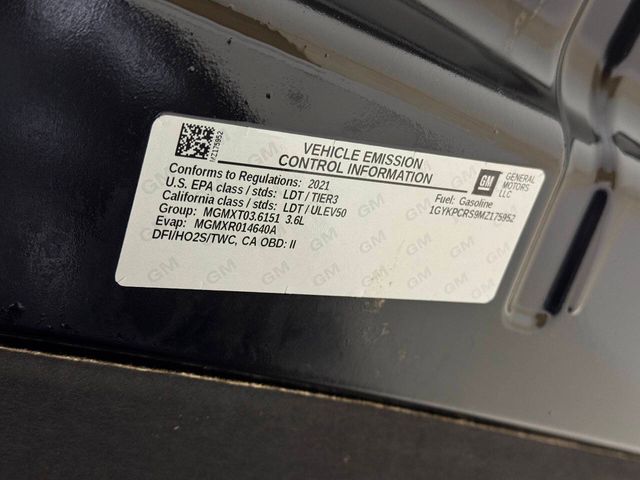 MZ175952
VEHICLE EMISSION
CONTROL INFORMATION
Conforms to Regulations: 2021
U.S. EPA class / stds: LDT / TIER3
California class / stds: LDT / ULEV50
Group: MGMXT03.6151 3.6L
Evap: MGMXR014640A
DFI/HO2S/TWC, CA OBD: II
GM
GENERAL
MOTORS
LLC
Fuel: Gasoline
1GYKPCRS9MZ175952